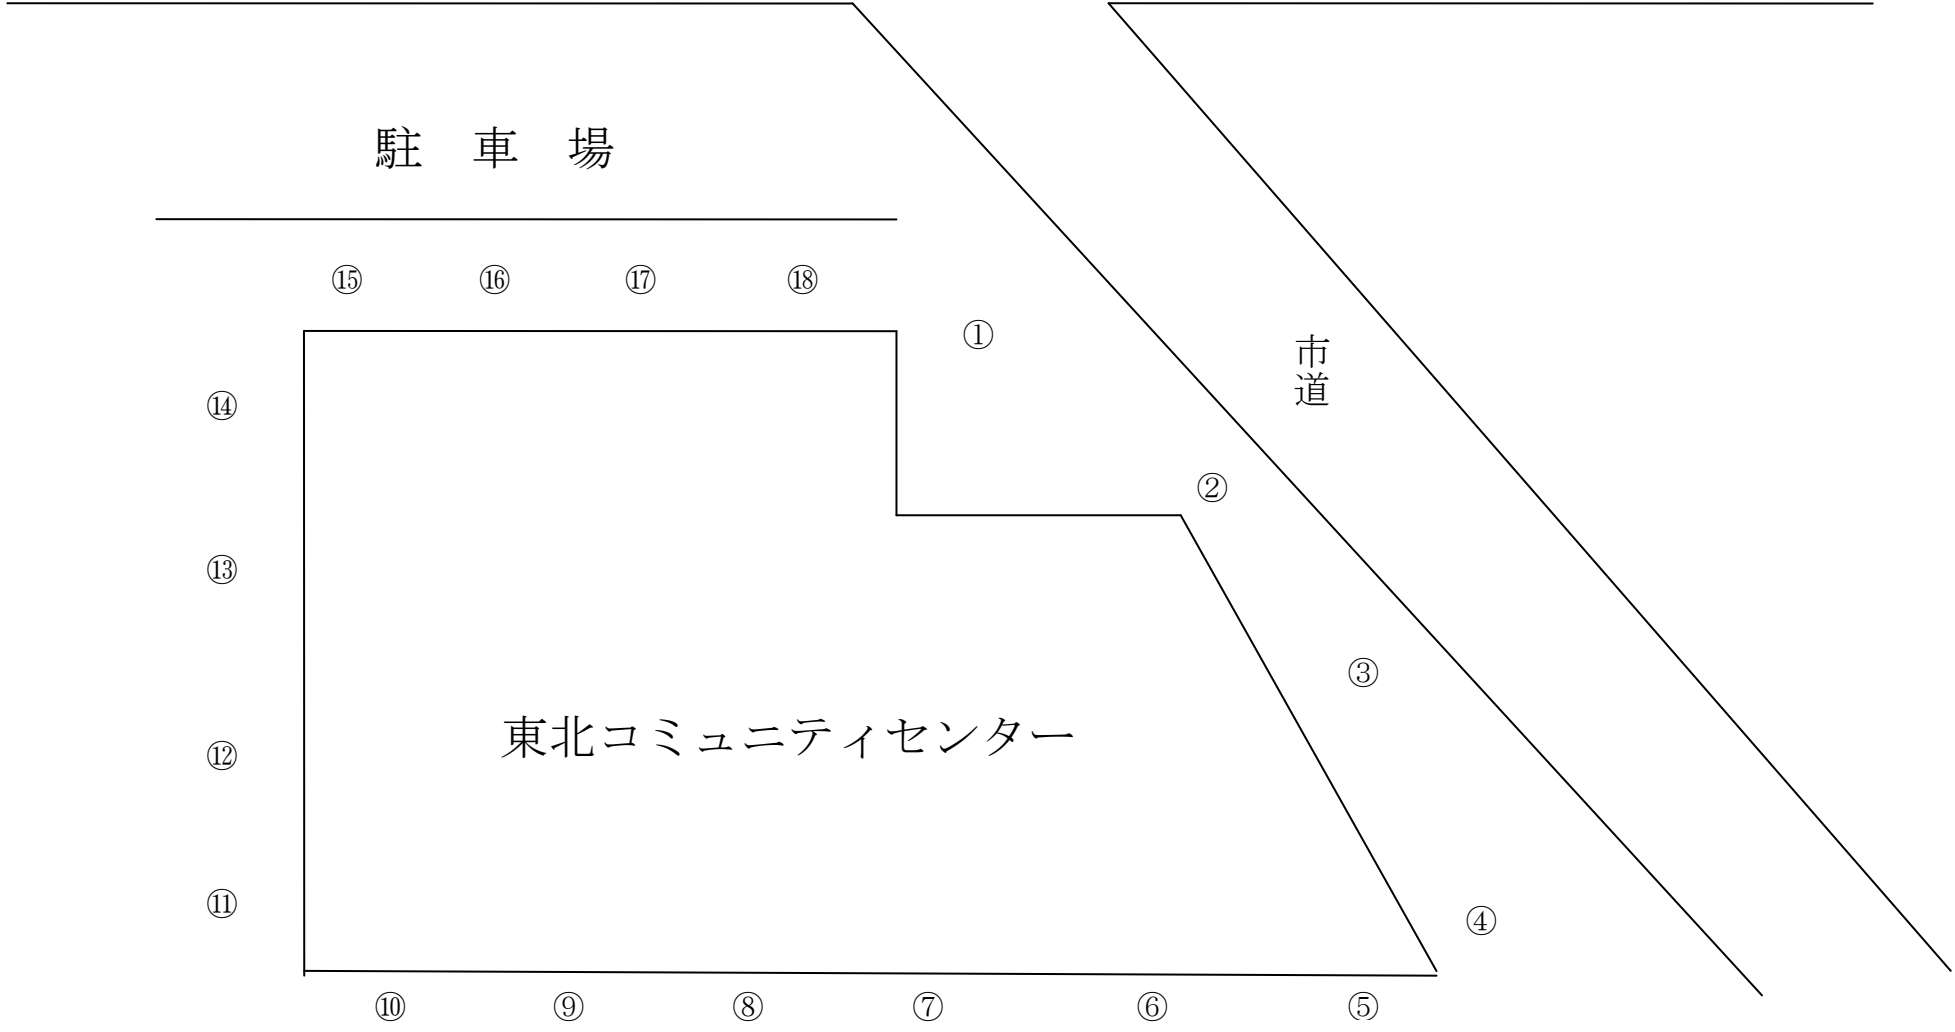 駐　車　場
⑮ ⑯ ⑰ ⑱
①
市道
⑭
②
⑬
③
東北コミュニティセンター
⑫
⑪
④
⑩ ⑨ ⑧ ⑦ ⑥ ⑤